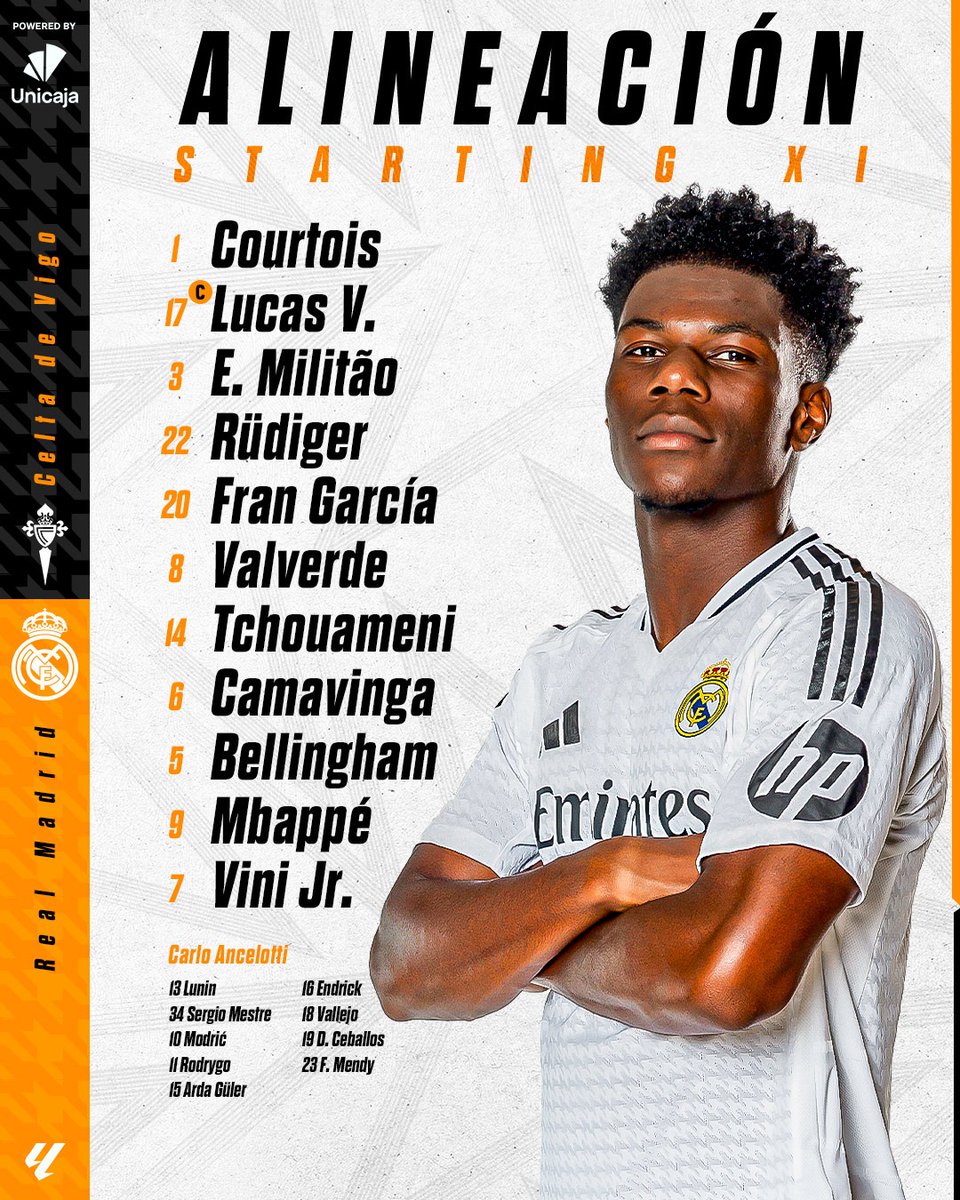 POWERED BY
Unicaja
ALINEACIÓN
STARTING XI
Celta de Vigo
Real Madrid
1 Courtois
17 C Lucas V.
3 E. Militão
22 Rüdiger
20 Fran García
8 Valverde
14 Tchouameni
6 Camavinga
5 Bellingham
9 Mbappé
7 Vini Jr.
Carlo Ancelotti
13 Lunin
34 Sergio Mestre
10 Modrić
11 Rodrygo
15 Arda Güler
16 Endrick
18 Vallejo
19 D. Ceballos
23 F. Mendy
hp
Emirates